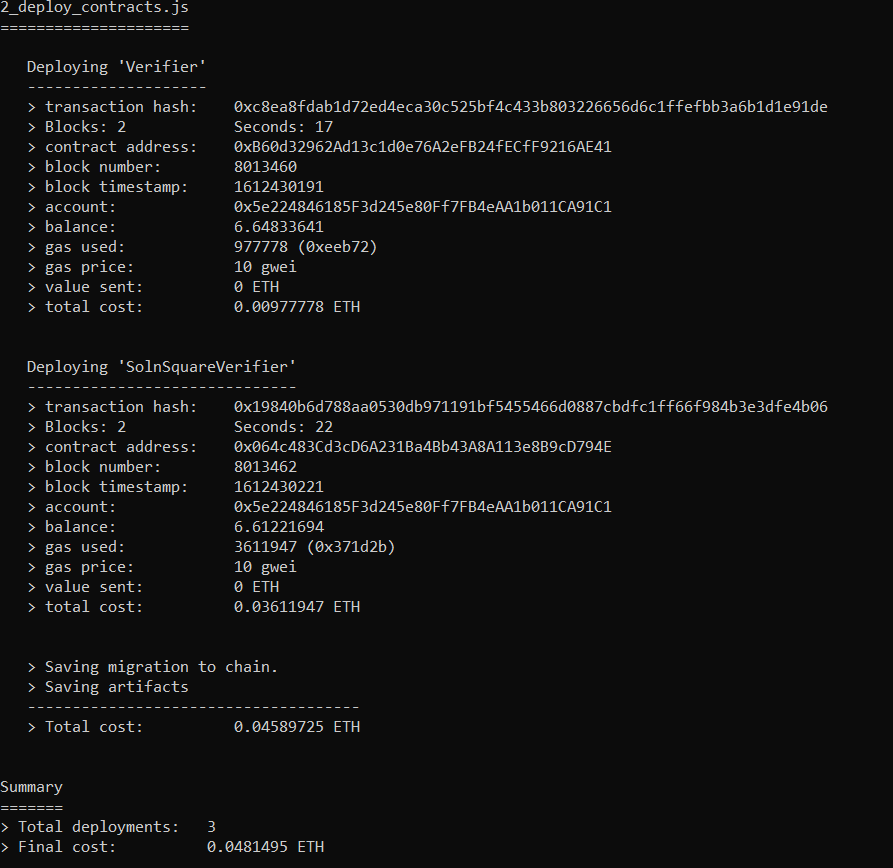 2_deploy_contracts.js
=====================
Deploying 'Verifier'
--------------------
> transaction hash: 0xc8ea8fdab1d72ed4eca30c525bf4c433b803226656d6c1ffefbb3a6b1d1e91de
> Blocks: 2 Seconds: 17
> contract address: 0xB60d32962Ad13c1d0e76A2eFB24fECfF9216AE41
> block number: 8013460
> block timestamp: 1612430191
> account: 0x5e224846185F3d245e80Ff7FB4eAA1b011CA91C1
> balance: 6.64833641
> gas used: 977778 (0xeeb72)
> gas price: 10 gwei
> value sent: 0 ETH
> total cost: 0.00977778 ETH
Deploying 'SolnSquareVerifier'
------------------------------
> transaction hash: 0x19840b6d788aa0530db971191bf5455466d0887cbdfc1ff66f984b3e3dfe4b06
> Blocks: 2 Seconds: 22
> contract address: 0x064c483Cd3cD6A231Ba4Bb43A8A113e8B9cD794E
> block number: 8013462
> block timestamp: 1612430221
> account: 0x5e224846185F3d245e80Ff7FB4eAA1b011CA91C1
> balance: 6.61221694
> gas used: 3611947 (0x371d2b)
> gas price: 10 gwei
> value sent: 0 ETH
> total cost: 0.03611947 ETH
> Saving migration to chain.
> Saving artifacts
-------------------------------------
> Total cost: 0.04589725 ETH
Summary
=======
> Total deployments: 3
> Final cost: 0.0481495 ETH